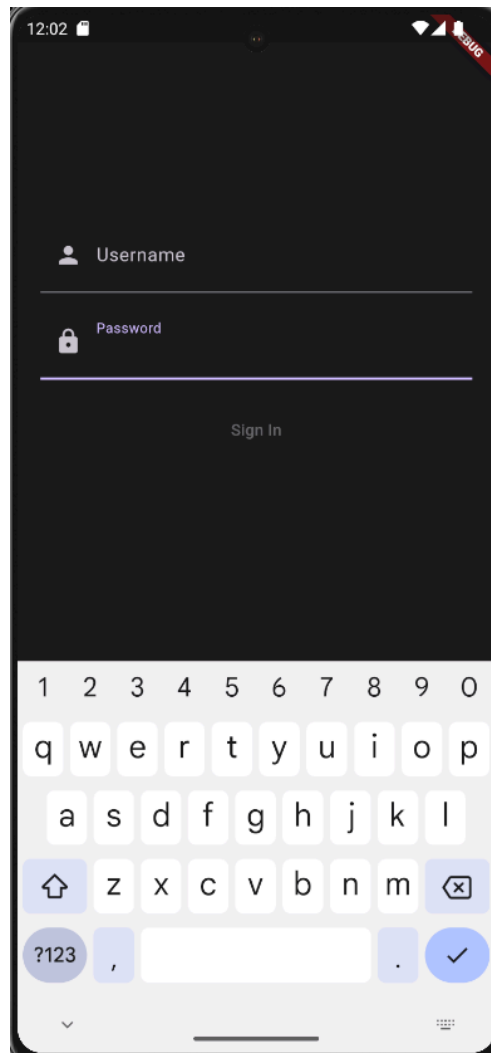 12:02
DEBUG
Username
Password
Sign In
1 2 3 4 5 6 7 8 9 0
q w e r t y u i o p
a s d f g h j k l
z x c v b n m
?123 , .